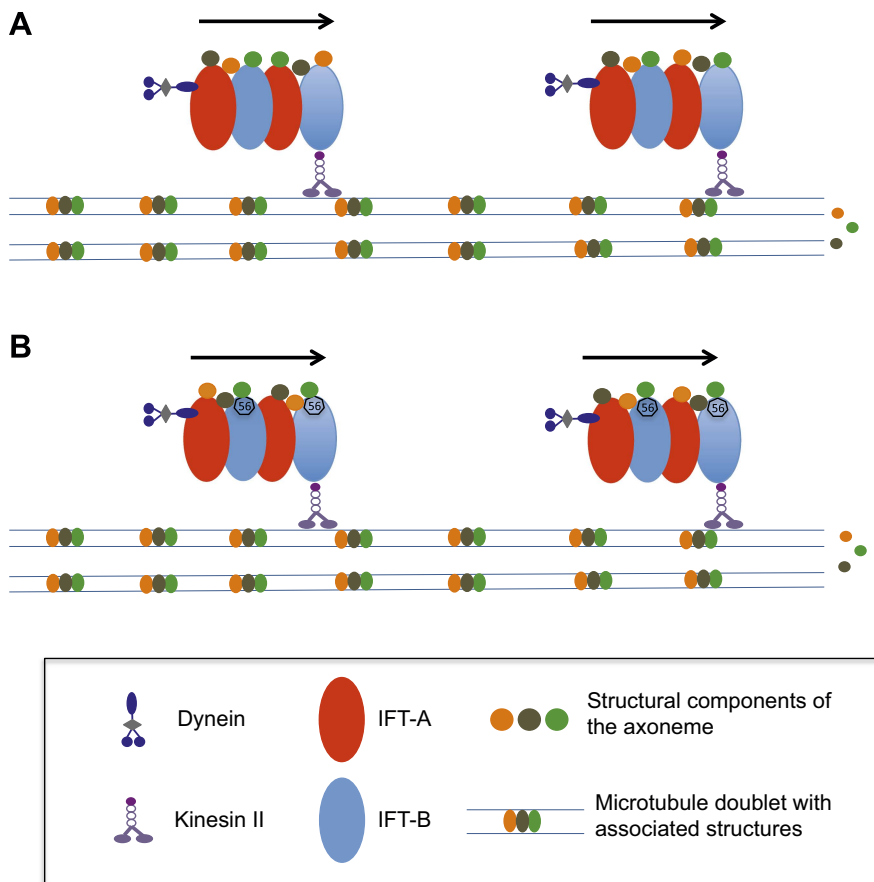 A
B
56
56
56
56
Dynein
IFT-A
Structural components of
the axoneme
Kinesin II
IFT-B
Microtubule doublet with
associated structures